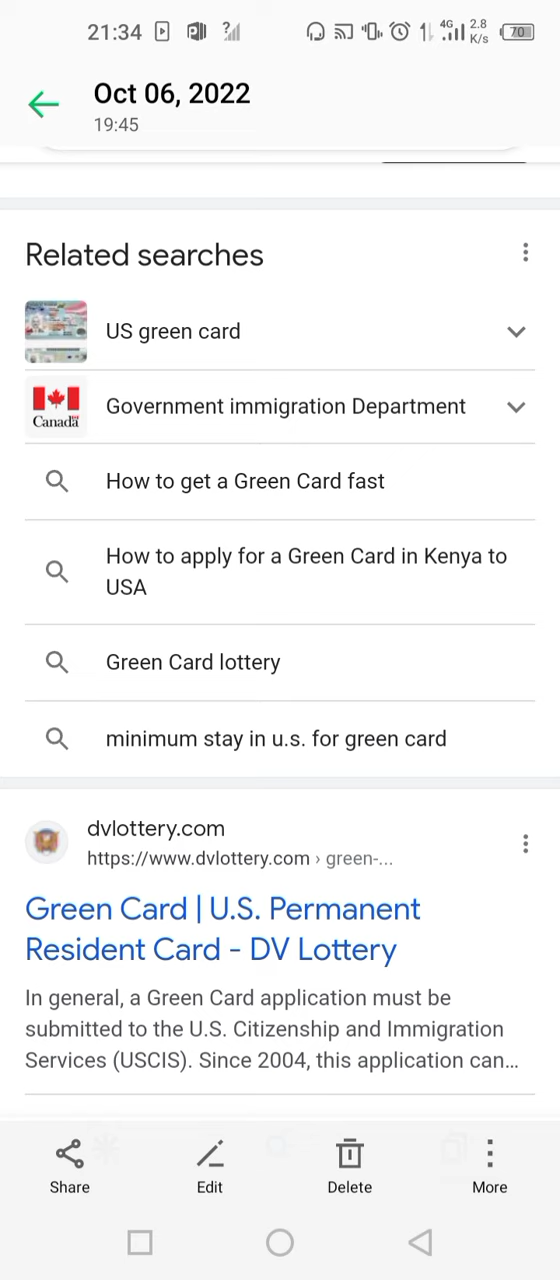 21:34
4G 2.8 K/s 70
Oct 06, 2022
19:45
Related searches
US green card
Canada
Government immigration Department
How to get a Green Card fast
How to apply for a Green Card in Kenya to
USA
Green Card lottery
minimum stay in u.s. for green card
dvlottery.com
https://www.dvlottery.com › green-...
Green Card | U.S. Permanent
Resident Card - DV Lottery
In general, a Green Card application must be
submitted to the U.S. Citizenship and Immigration
Services (USCIS). Since 2004, this application can...
Share Edit Delete More